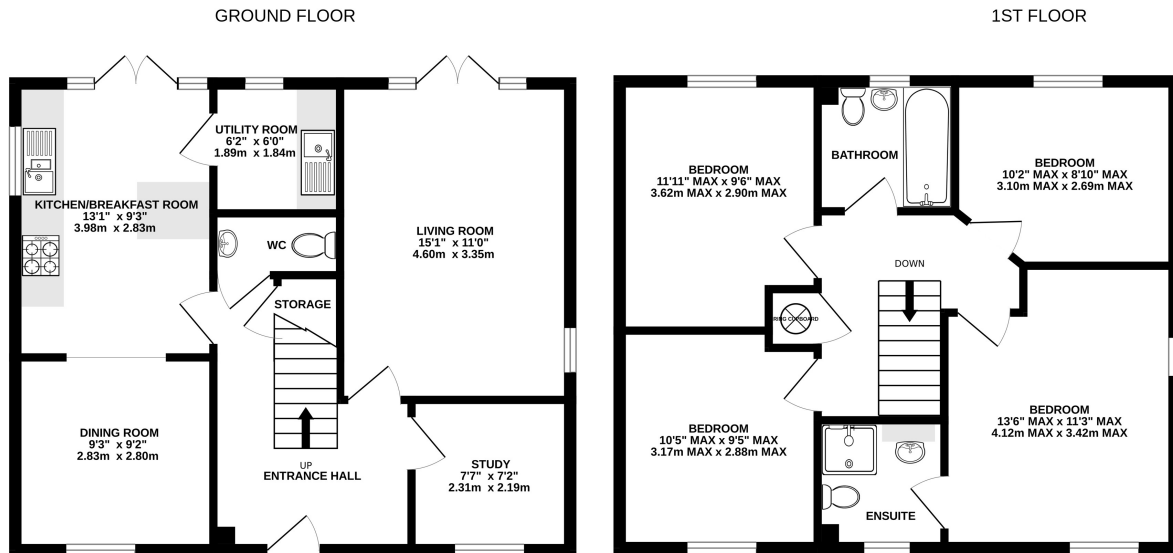 GROUND FLOOR
1ST FLOOR
UTILITY ROOM
6'2" x 6'0"
1.89m x 1.84m
KITCHEN/BREAKFAST ROOM
13'1" x 9'3"
3.98m x 2.83m
LIVING ROOM
15'1" x 11'0"
4.60m x 3.35m
WC
STORAGE
DINING ROOM
9'3" x 9'2"
2.83m x 2.80m
UP
ENTRANCE HALL
STUDY
7'7" x 7'2"
2.31m x 2.19m
BEDROOM
11'11" MAX x 9'6" MAX
3.62m MAX x 2.90m MAX
BATHROOM
BEDROOM
10'2" MAX x 8'10" MAX
3.10m MAX x 2.69m MAX
DOWN
BEDROOM
10'5" MAX x 9'5" MAX
3.17m MAX x 2.88m MAX
BEDROOM
13'6" MAX x 11'3" MAX
4.12m MAX x 3.42m MAX
ENSUITE